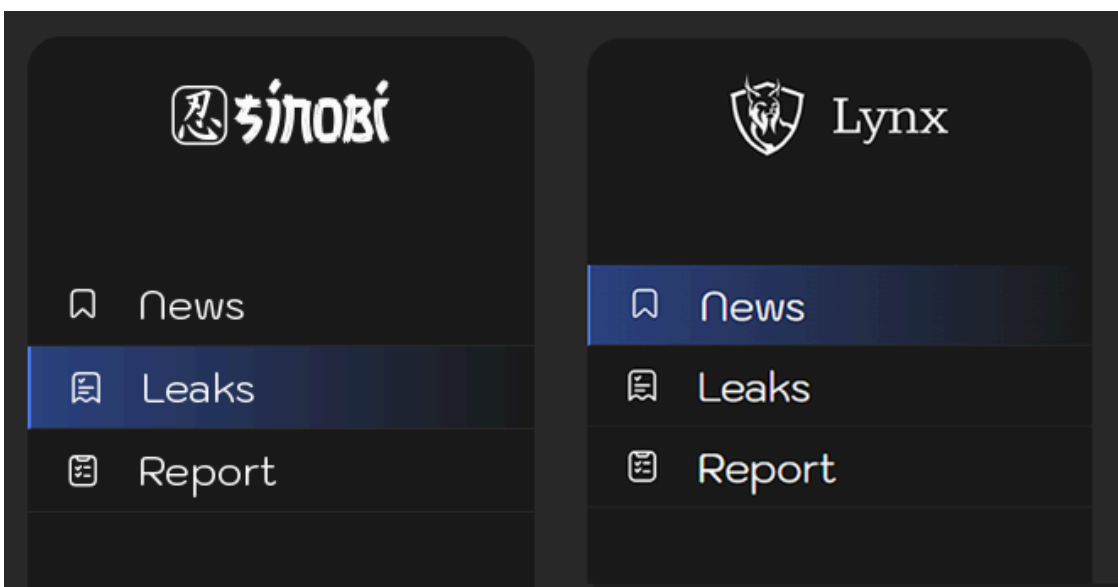 忍 sinobi
News
Leaks
Report
Lynx
News
Leaks
Report